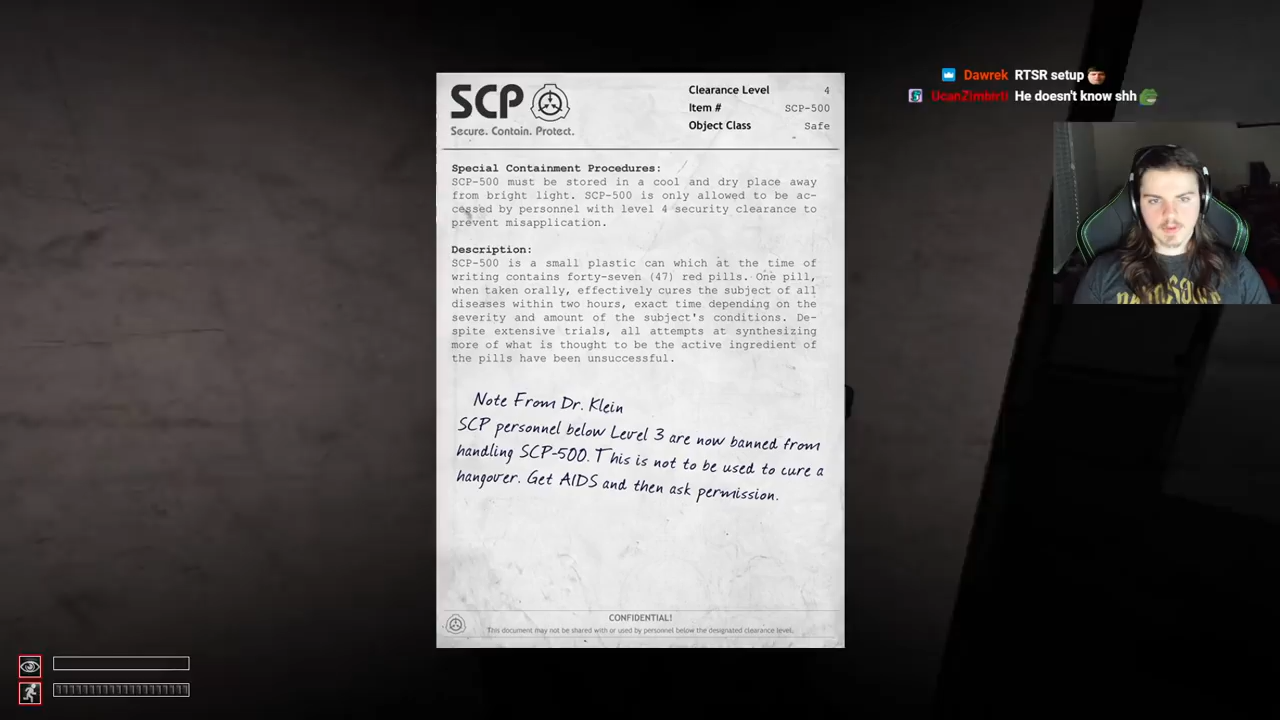 Dawrek RTSR setup
UcanZimbirti He doesn't know shh
SCP
Secure. Contain. Protect.
Clearance Level 4
Item # SCP-500
Object Class Safe
Special Containment Procedures:
SCP-500 must be stored in a cool and dry place away
from bright light. SCP-500 is only allowed to be ac-
cessed by personnel with level 4 security clearance to
prevent misapplication.
Description:
SCP-500 is a small plastic can which at the time of
writing contains forty-seven (47) red pills. One pill,
when taken orally, effectively cures the subject of all
diseases within two hours, exact time depending on the
severity and amount of the subject's conditions. De-
spite extensive trials, all attempts at synthesizing
more of what is thought to be the active ingredient of
the pills have been unsuccessful.
Note From Dr. Klein
SCP personnel below Level 3 are now banned from
handling SCP-500. This is not to be used to cure a
hangover. Get AIDS and then ask permission.
CONFIDENTIAL!
This document may not be shared with or used by personnel below the designated clearance level.